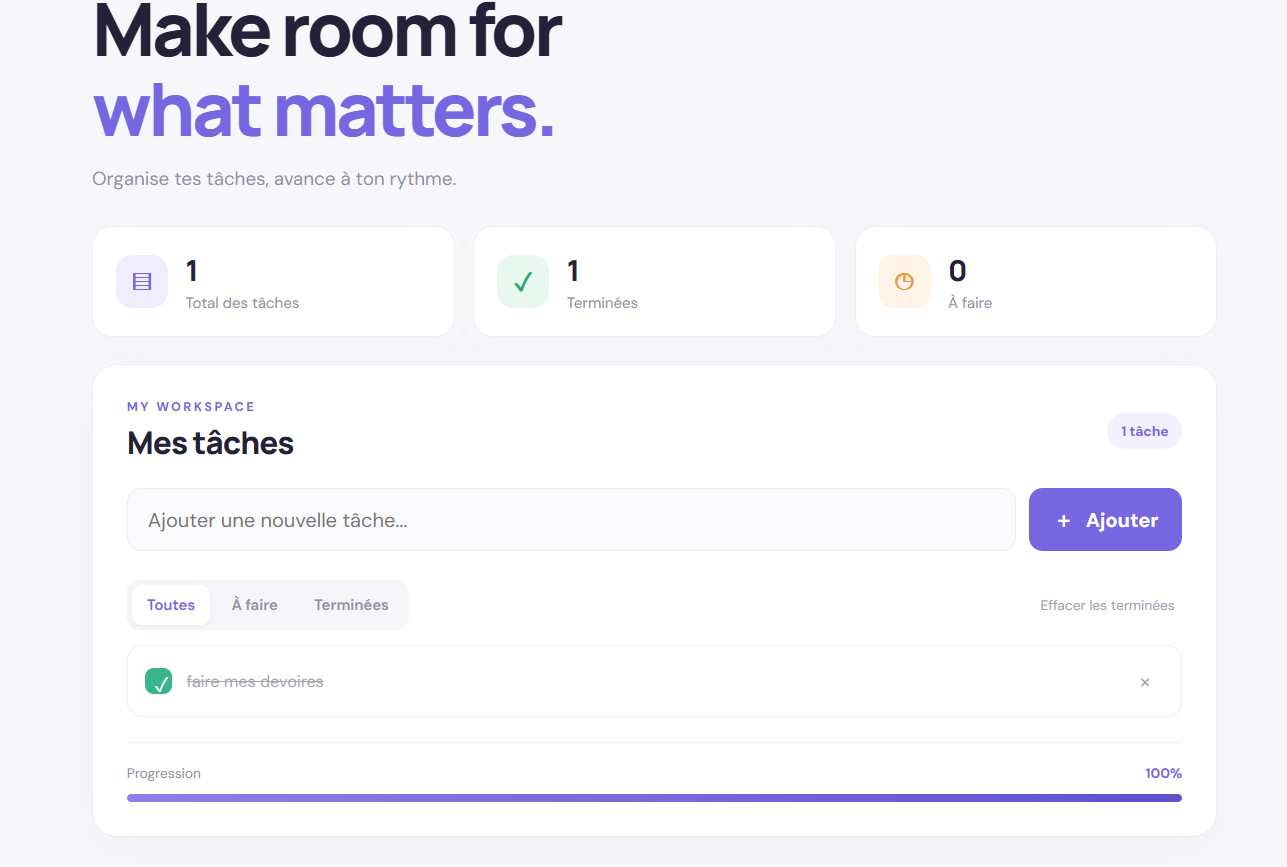 Make room for
what matters.
Organise tes tâches, avance à ton rythme.
1
Total des tâches
1
Terminées
0
À faire
MY WORKSPACE
Mes tâches
1 tâche
Ajouter une nouvelle tâche...
+ Ajouter
Toutes À faire Terminées
Effacer les terminées
faire mes devoires
×
Progression
100%